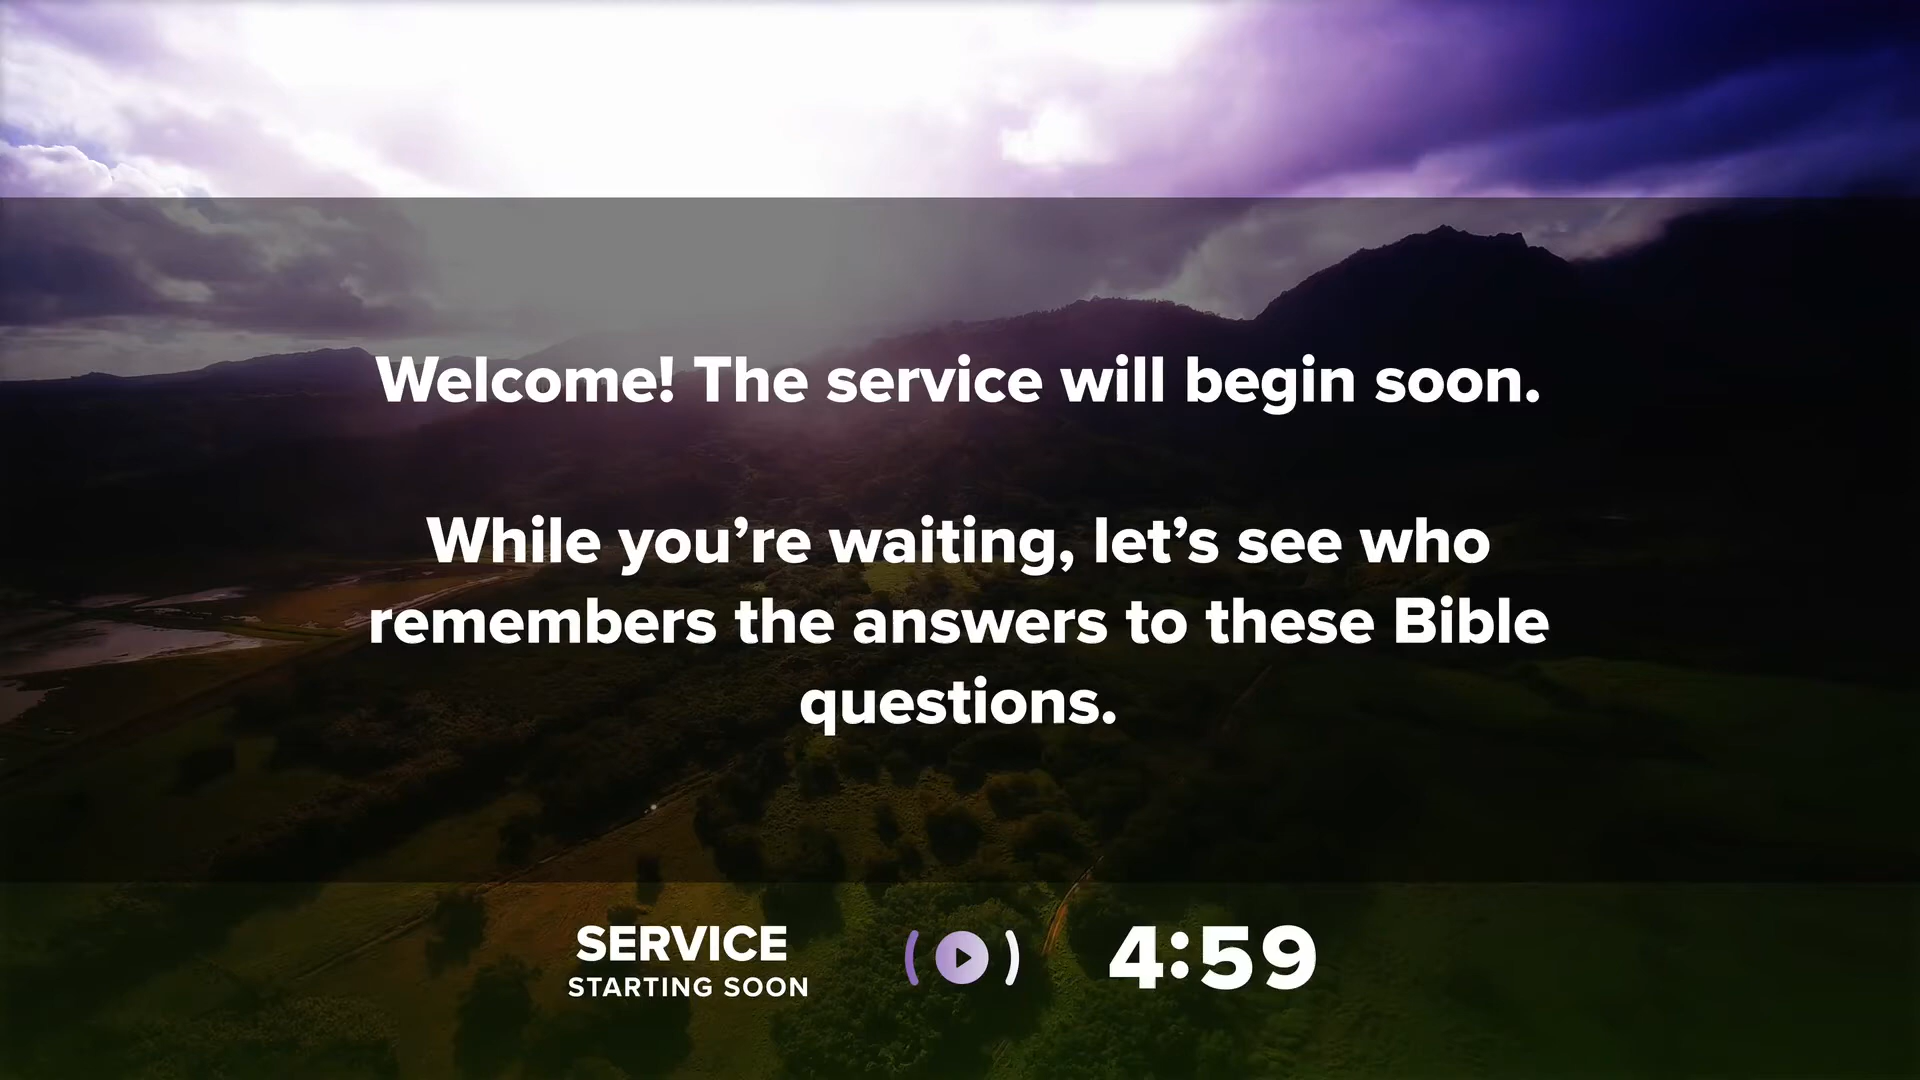 Welcome! The service will begin soon.
While you’re waiting, let’s see who
remembers the answers to these Bible
questions.
SERVICE
STARTING SOON
4:59